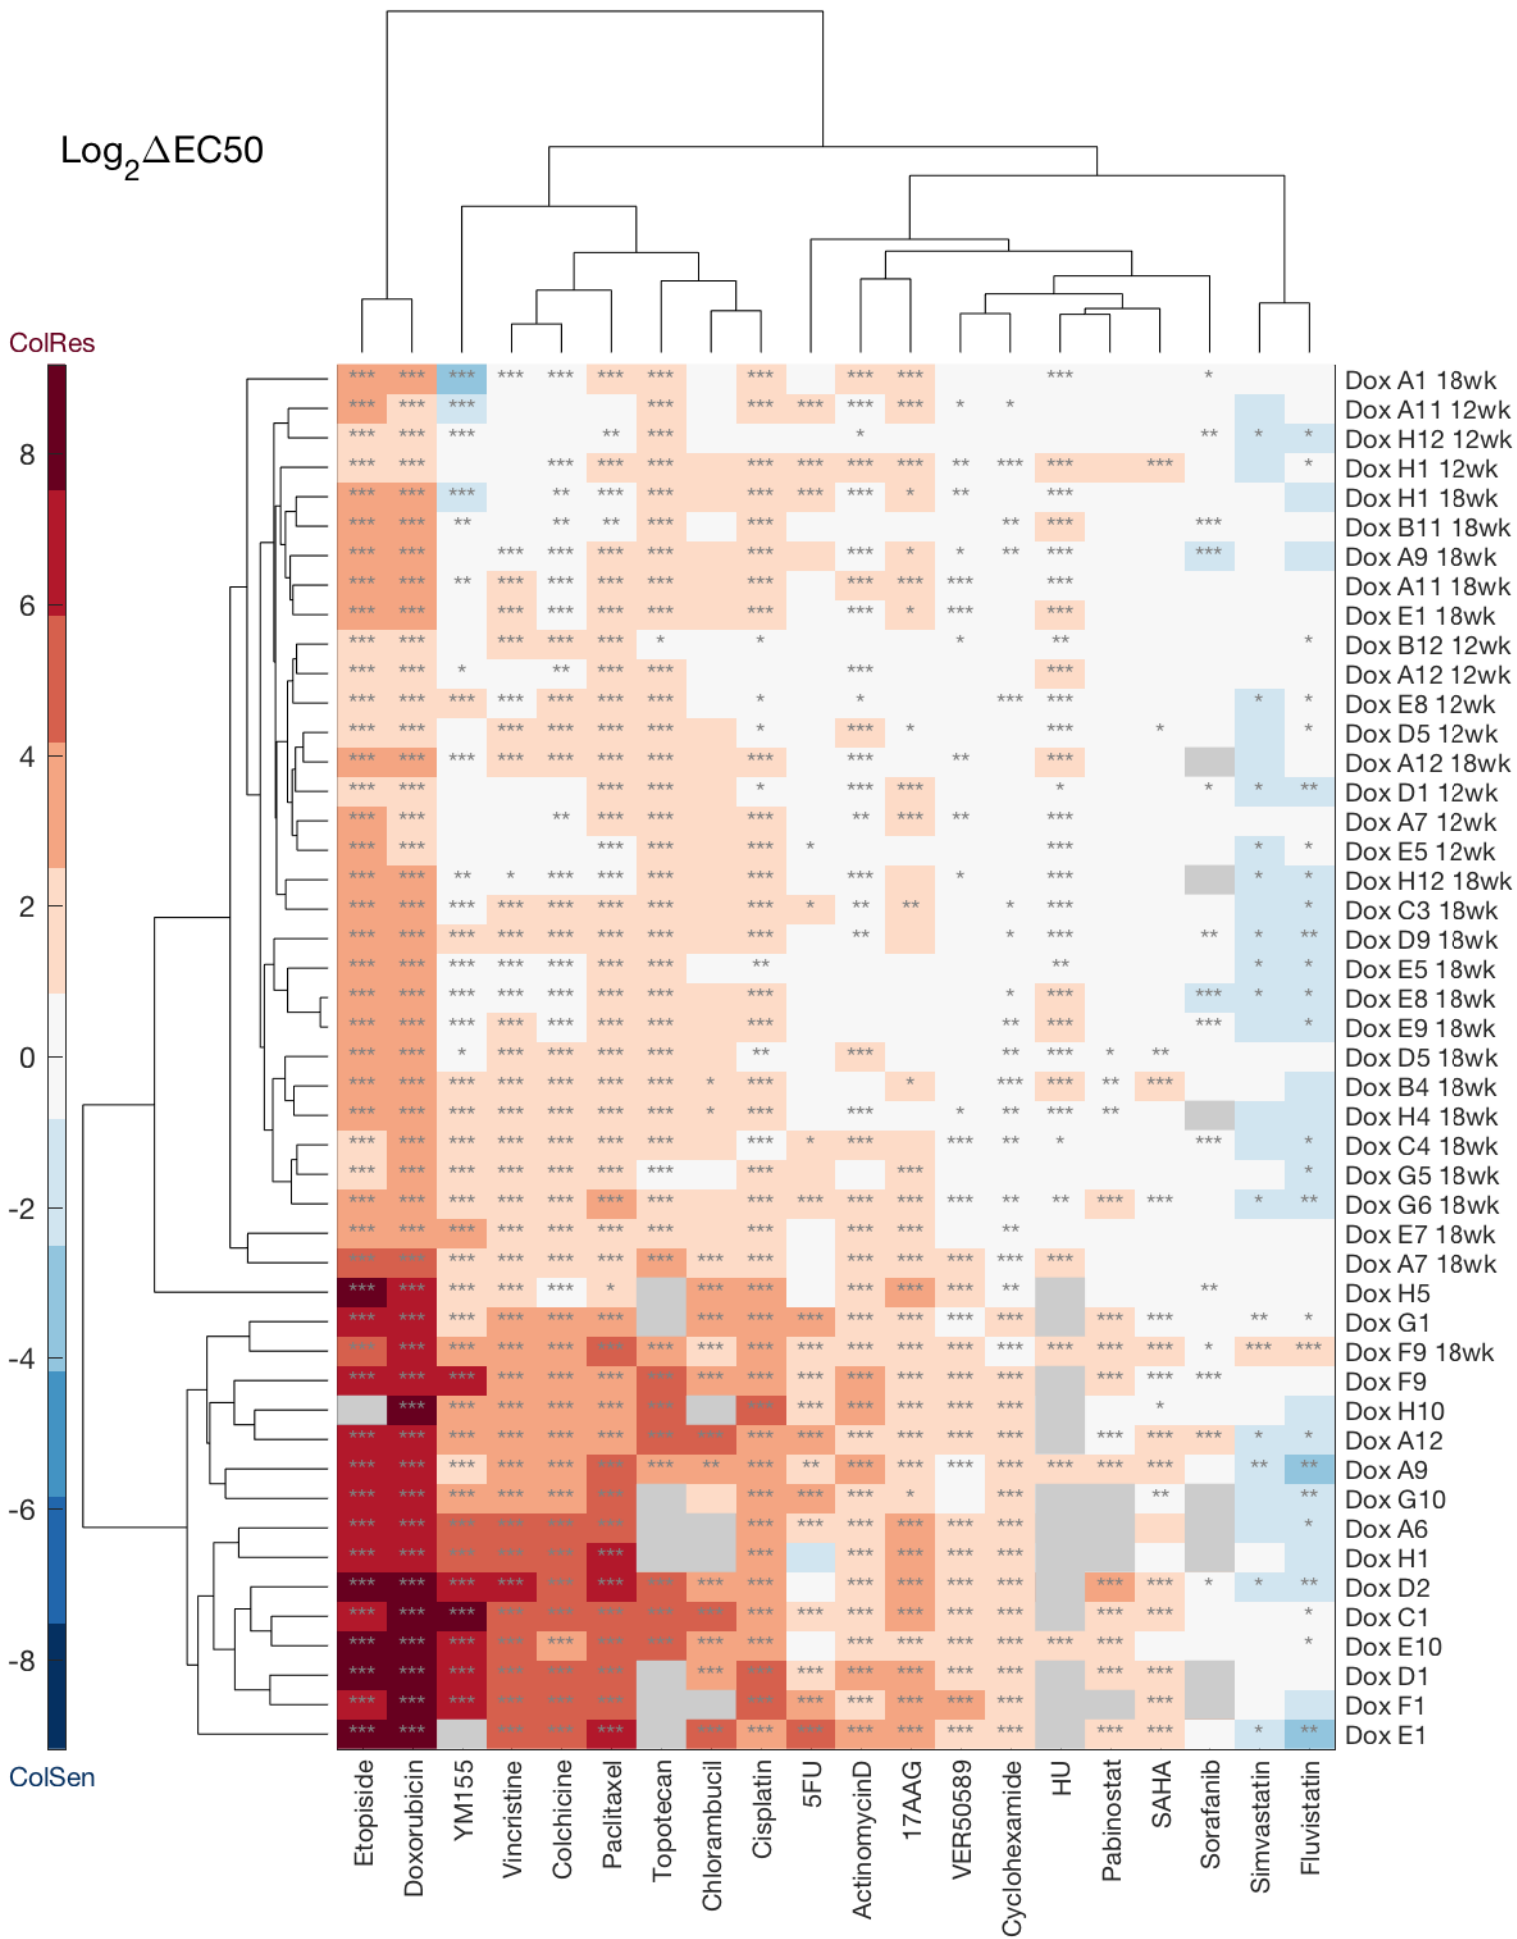 Log₂ΔEC50
ColRes
8
6
4
2
0
-2
-4
-6
-8
ColSen
Dox A1 18wk
Dox A11 12wk
Dox H12 12wk
Dox H1 12wk
Dox H1 18wk
Dox B11 18wk
Dox A9 18wk
Dox A11 18wk
Dox E1 18wk
Dox B12 12wk
Dox A12 12wk
Dox E8 12wk
Dox D5 12wk
Dox A12 18wk
Dox D1 12wk
Dox A7 12wk
Dox E5 12wk
Dox H12 18wk
Dox C3 18wk
Dox D9 18wk
Dox E5 18wk
Dox E8 18wk
Dox E9 18wk
Dox D5 18wk
Dox B4 18wk
Dox H4 18wk
Dox C4 18wk
Dox G5 18wk
Dox G6 18wk
Dox E7 18wk
Dox A7 18wk
Dox H5
Dox G1
Dox F9 18wk
Dox F9
Dox H10
Dox A12
Dox A9
Dox G10
Dox A6
Dox H1
Dox D2
Dox C1
Dox E10
Dox D1
Dox F1
Dox E1
Etopiside
Doxorubicin
YM155
Vincristine
Colchicine
Paclitaxel
Topotecan
Chlorambucil
Cisplatin
5FU
ActinomycinD
17AAG
VER50589
Cyclohexamide
HU
Pabinostat
SAHA
Sorafanib
Simvastatin
Fluvistatin